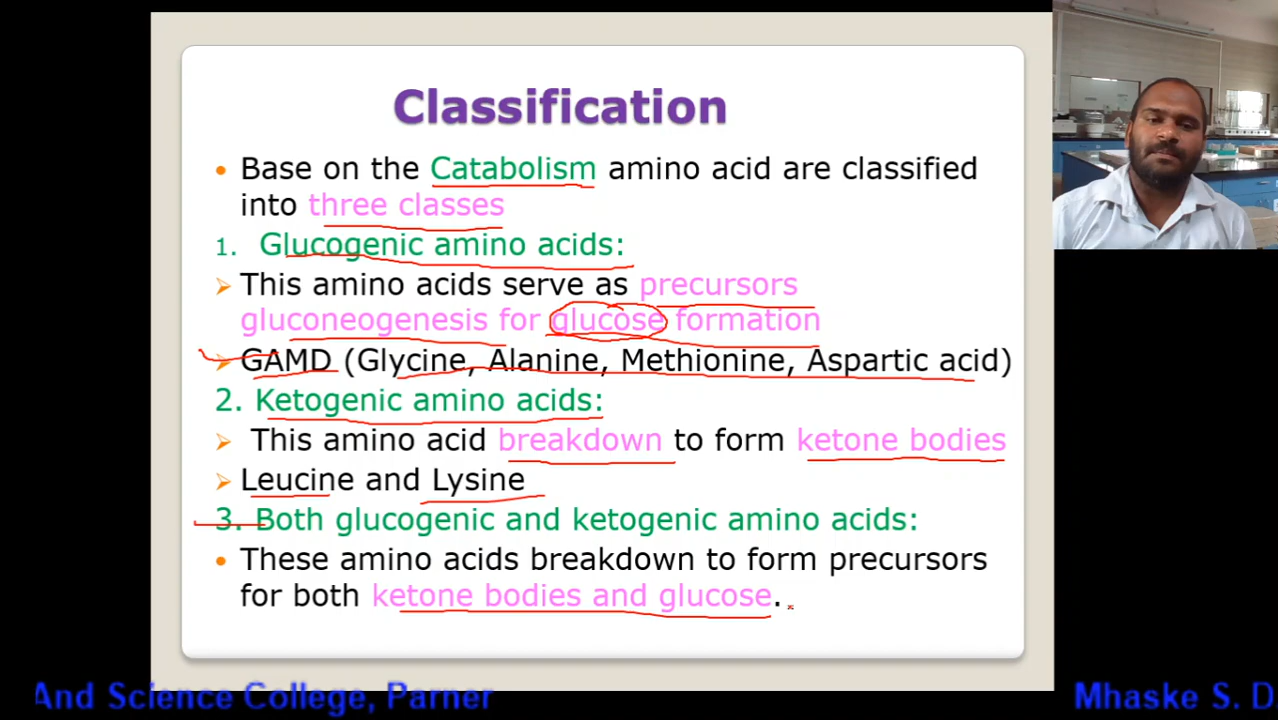 Classification
• Base on the Catabolism amino acid are classified
into three classes
1. Glucogenic amino acids:
➢ This amino acids serve as precursors
gluconeogenesis for glucose formation
➢ GAMD (Glycine, Alanine, Methionine, Aspartic acid)
2. Ketogenic amino acids:
➢ This amino acid breakdown to form ketone bodies
➢ Leucine and Lysine
3. Both glucogenic and ketogenic amino acids:
• These amino acids breakdown to form precursors
for both ketone bodies and glucose.
And Science College, Parner
Mhaske S. D